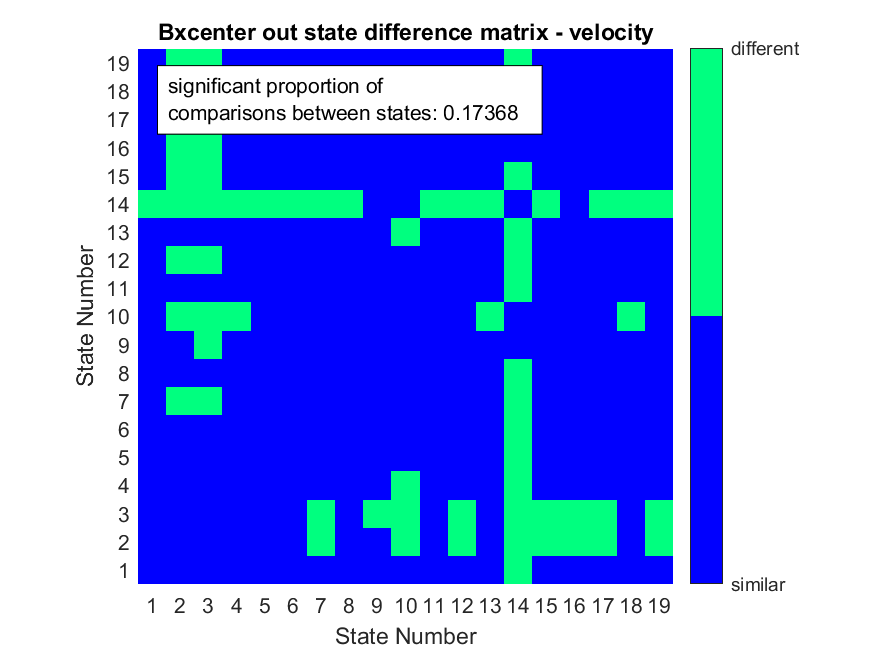 Bxcenter out state difference matrix - velocity
significant proportion of
comparisons between states: 0.17368
State Number
19
18
17
16
15
14
13
12
11
10
9
8
7
6
5
4
3
2
1
1 2 3 4 5 6 7 8 9 10 11 12 13 14 15 16 17 18 19
State Number
different
similar